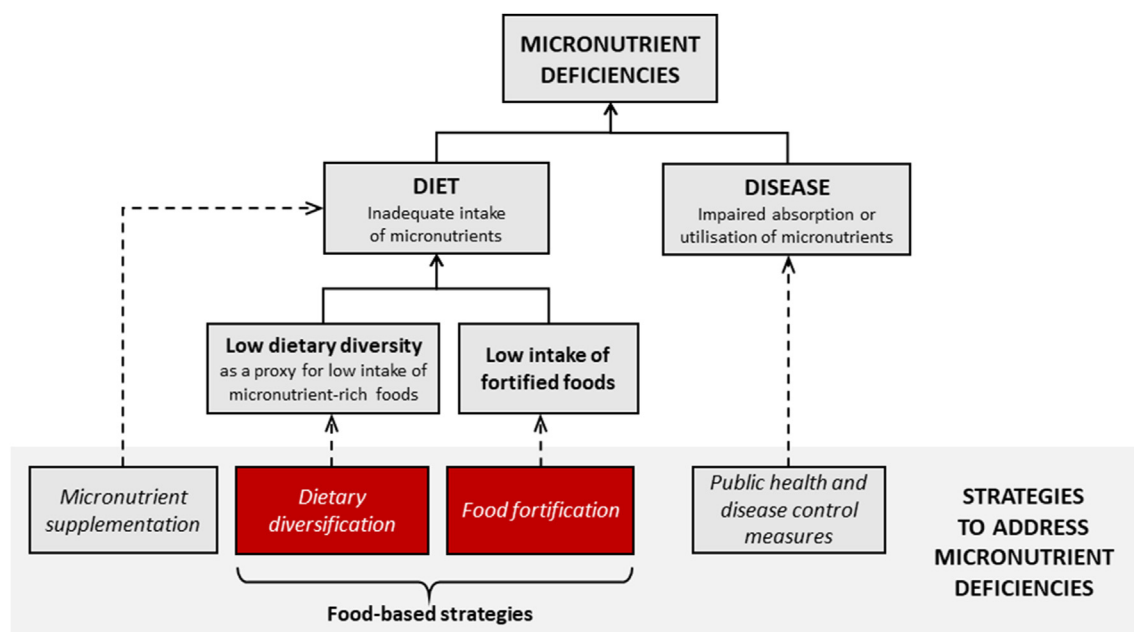 MICRONUTRIENT
DEFICIENCIES
DIET
Inadequate intake
of micronutrients
DISEASE
Impaired absorption or
utilisation of micronutrients
Low dietary diversity
as a proxy for low intake of
micronutrient-rich foods
Low intake of
fortified foods
Micronutrient
supplementation
Dietary
diversification
Food fortification
Public health and
disease control
measures
STRATEGIES
TO ADDRESS
MICRONUTRIENT
DEFICIENCIES
Food-based strategies